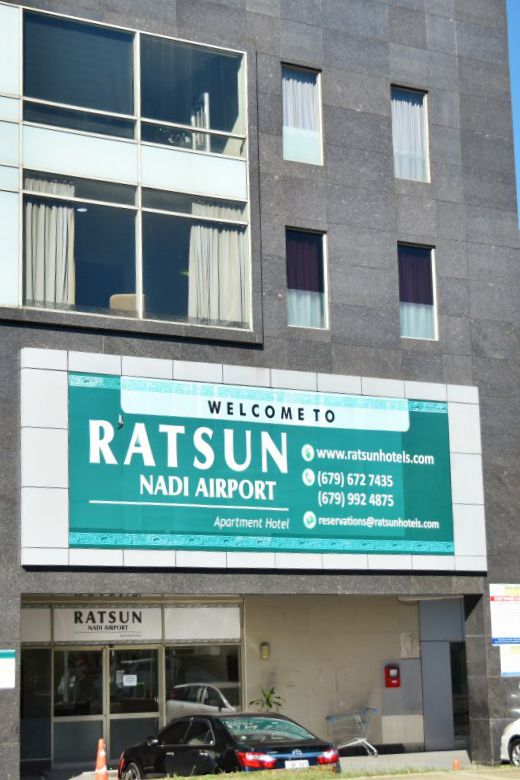 WELCOME TO
RATSUN
NADI AIRPORT
Apartment Hotel
www.ratsunhotels.com
(679) 672 7435
(679) 992 4875
reservations@ratsunhotels.com
RATSUN
NADI AIRPORT